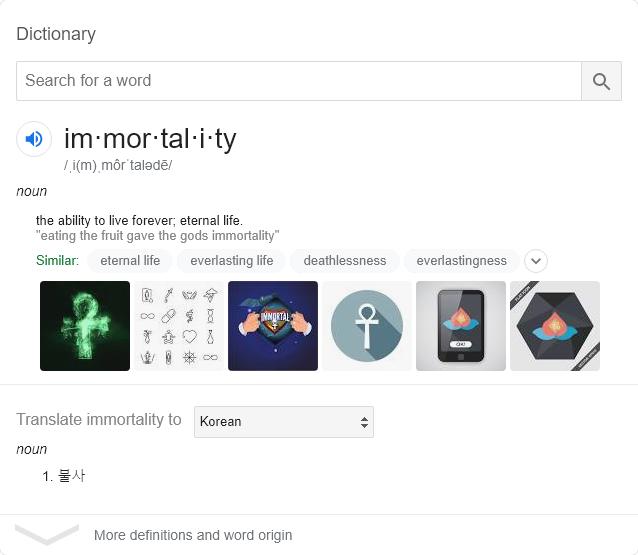 Dictionary
Search for a word
im·mor·tal·i·ty
/ˌi(m)ˌmôrˈtalədē/
noun
the ability to live forever; eternal life.
"eating the fruit gave the gods immortality"
Similar: eternal life everlasting life deathlessness everlastingness
IMMORTAL
Translate immortality to Korean
noun
1. 불사
More definitions and word origin